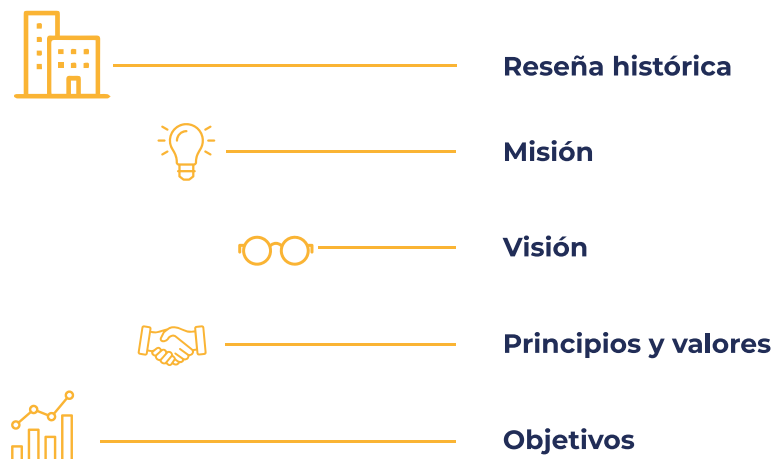 Reseña histórica
Misión
Visión
Principios y valores
Objetivos